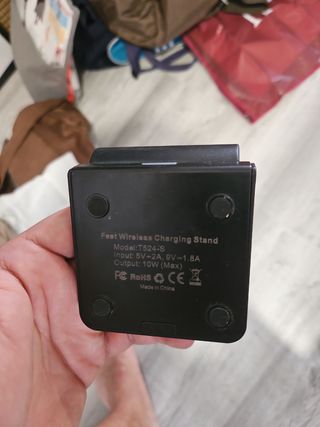 Fast Wireless Charging Stand
Model:T524-S
Input: 5V⎓2A, 9V⎓1.8A
Output: 10W (Max)
FC RoHS CE
Made in China